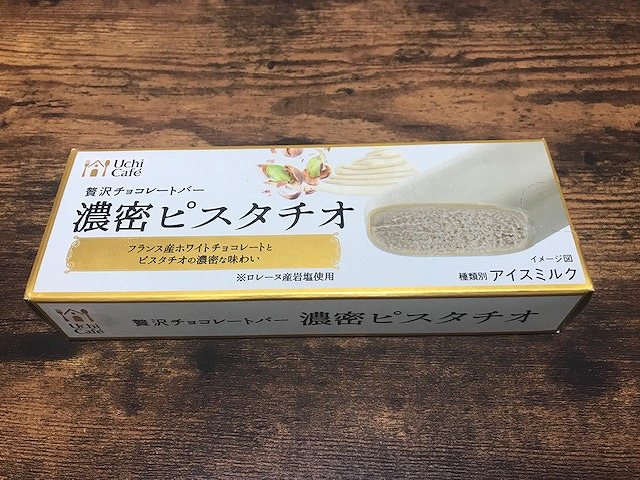 Uchi
Café
贅沢チョコレートバー
濃密ピスタチオ
フランス産ホワイトチョコレートと
ピスタチオの濃密な味わい
※ロレーヌ産岩塩使用
イメージ図
種類別 アイスミルク
Uchi
Café
贅沢チョコレートバー 濃密ピスタチオ